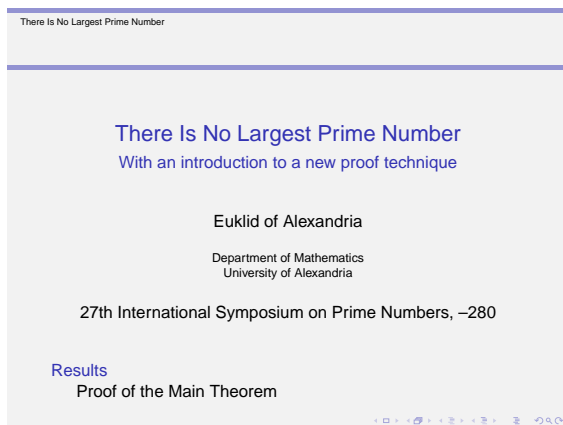 There Is No Largest Prime Number
There Is No Largest Prime Number
With an introduction to a new proof technique
Euklid of Alexandria
Department of Mathematics
University of Alexandria
27th International Symposium on Prime Numbers, –280
Results
Proof of the Main Theorem